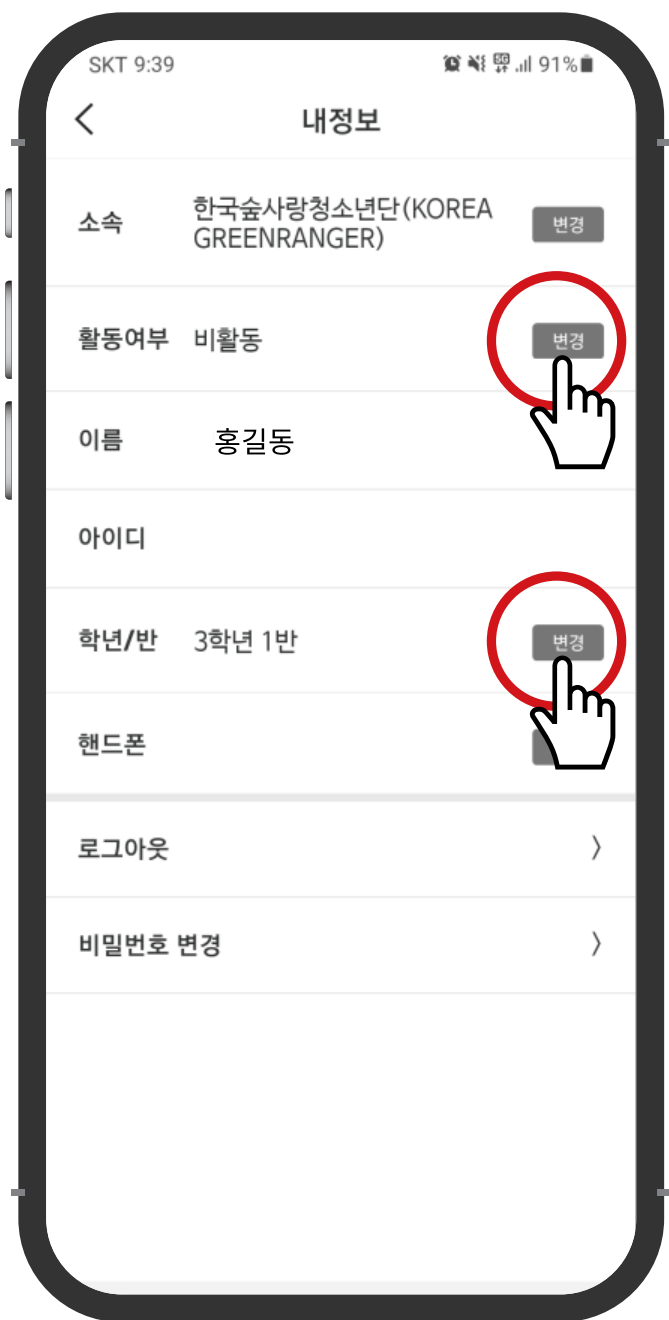 SKT 9:39 5G 91%
내정보
소속 한국숲사랑청소년단(KOREA
GREENRANGER) 변경
활동여부 비활동 변경
이름 홍길동
아이디
학년/반 3학년 1반 변경
핸드폰
로그아웃 〉
비밀번호 변경 〉